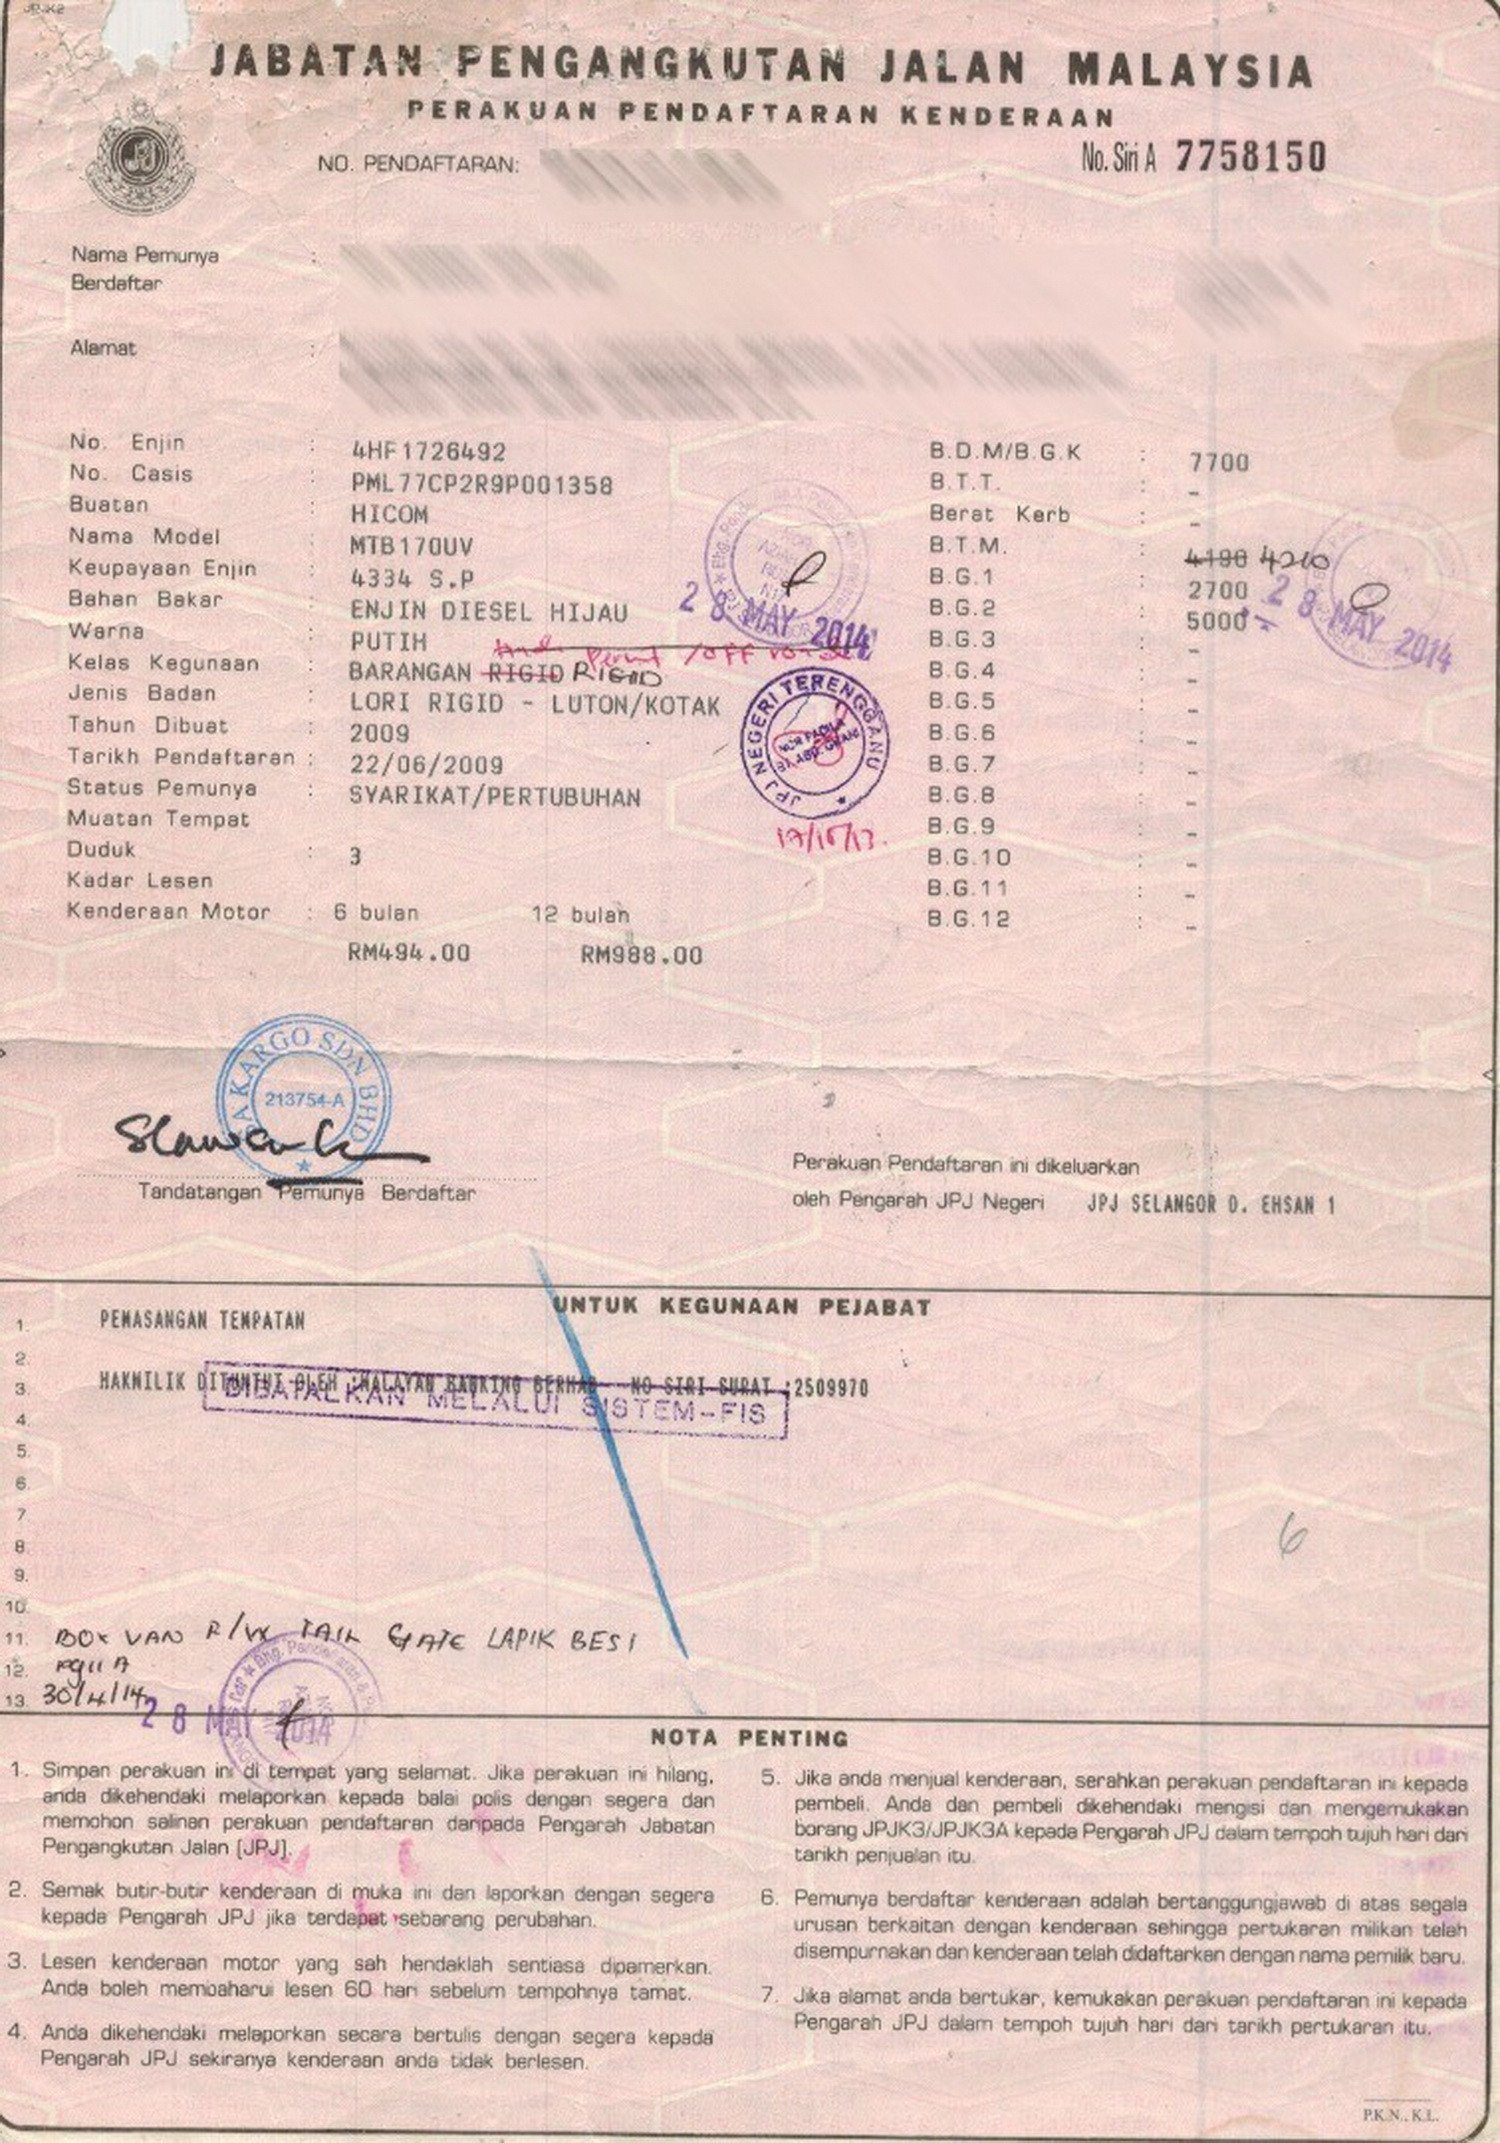 JPJK2
JABATAN PENGANGKUTAN JALAN MALAYSIA
PERAKUAN PENDAFTARAN KENDERAAN
NO. PENDAFTARAN:
No. Siri A 7758150
Nama Pemunya :
Berdaftar
Alamat :
No. Enjin : 4HF1726492
No. Casis : PML77CP2R9P001358
Buatan : HICOM
Nama Model : MTB170UV
Keupayaan Enjin : 4334 S.P
Bahan Bakar : ENJIN DIESEL HIJAU
Warna : PUTIH
Permit /OFF
Kelas Kegunaan : BARANGAN RIGID RIGID
Jenis Badan : LORI RIGID - LUTON/KOTAK
Tahun Dibuat : 2009
Tarikh Pendaftaran : 22/06/2009
Status Pemunya : SYARIKAT/PERTUBUHAN
Muatan Tempat
Duduk : 3
Kadar Lesen
Kenderaan Motor : 6 bulan 12 bulan
RM494.00 RM988.00
B.D.M/B.G.K : 7700
B.T.T. : -
Berat Kerb : -
B.T.M. : 4190 4210
B.G.1 : 2700
B.G.2 : 5000
B.G.3 : -
B.G.4 : -
B.G.5 : -
B.G.6 : -
B.G.7 : -
B.G.8 : -
B.G.9 : -
B.G.10 : -
B.G.11 : -
B.G.12 : -
28 MAY 2014
28 MAY 2014
JPJ NEGERI TERENGGANU
KARGO SDN BHD
213754-A
Tandatangan Pemunya Berdaftar
Perakuan Pendaftaran ini dikeluarkan
oleh Pengarah JPJ Negeri JPJ SELANGOR D. EHSAN 1
UNTUK KEGUNAAN PEJABAT
1. PEMASANGAN TEMPATAN
2.
3. HAKMILIK DITUNTUT OLEH :MALAYAN BANKING BERHAD NO SIRI SURAT :2509970
DIBATALKAN MELALUI SISTEM-FIS
4.
5.
6.
7.
8.
6
9.
10.
11. BOX VAN R/W TAIL GATE LAPIK BESI
12.
13. 30/4/14
28 MAY 2014
NOTA PENTING
1. Simpan perakuan ini di tempat yang selamat. Jika perakuan ini hilang,
anda dikehendaki melaporkan kepada balai polis dengan segera dan
memohon salinan perakuan pendaftaran daripada Pengarah Jabatan
Pengangkutan Jalan (JPJ).
2. Semak butir-butir kenderaan di muka ini dan laporkan dengan segera
kepada Pengarah JPJ jika terdapat sebarang perubahan.
3. Lesen kenderaan motor yang sah hendaklah sentiasa dipamerkan.
Anda boleh membaharui lesen 60 hari sebelum tempohnya tamat.
4. Anda dikehendaki melaporkan secara bertulis dengan segera kepada
Pengarah JPJ sekiranya kenderaan anda tidak berlesen.
5. Jika anda menjual kenderaan, serahkan perakuan pendaftaran ini kepada
pembeli. Anda dan pembeli dikehendaki mengisi dan mengemukakan
borang JPJK3/JPJK3A kepada Pengarah JPJ dalam tempoh tujuh hari dari
tarikh penjualan itu.
6. Pemunya berdaftar kenderaan adalah bertanggungjawab di atas segala
urusan berkaitan dengan kenderaan sehingga pertukaran milikan telah
disempurnakan dan kenderaan telah didaftarkan dengan nama pemilik baru.
7. Jika alamat anda bertukar, kemukakan perakuan pendaftaran ini kepada
Pengarah JPJ dalam tempoh tujuh hari dari tarikh pertukaran itu.
P.K.N., K.L.